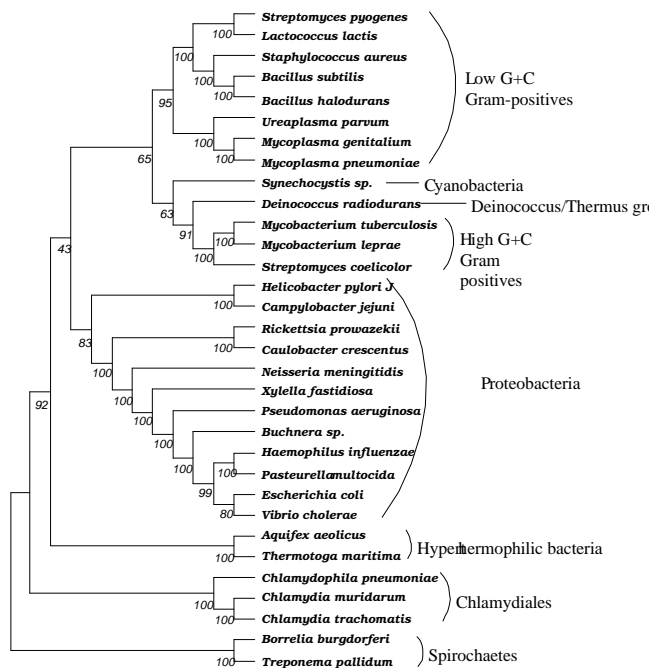 Streptomyces pyogenes
100
Lactococcus lactis
100
Staphylococcus aureus
Low G+C
Gram-positives
100
Bacillus subtilis
95
100
Bacillus halodurans
Ureaplasma parvum
100
Mycoplasma genitalium
65
100
Mycoplasma pneumoniae
Synechocystis sp.
Cyanobacteria
63
Deinococcus radiodurans
Deinococcus/Thermus gro
91
Mycobacterium tuberculosis
High G+C
Gram
positives
43
100
Mycobacterium leprae
100
Streptomyces coelicolor
Helicobacter pylori J
100
Campylobacter jejuni
83
Rickettsia prowazekii
100
100
Caulobacter crescentus
Neisseria meningitidis
Proteobacteria
100
92
Xylella fastidiosa
100
Pseudomonas aeruginosa
100
Buchnera sp.
100
Haemophilus influenzae
100
Pasteurellamultocida
99
Escherichia coli
80
Vibrio cholerae
Aquifex aeolicus
Hyperthermophilic bacteria
100
Thermotoga maritima
Chlamydophila pneumoniae
100
Chlamydia muridarum
Chlamydiales
100
Chlamydia trachomatis
Borrelia burgdorferi
Spirochaetes
100
Treponema pallidum